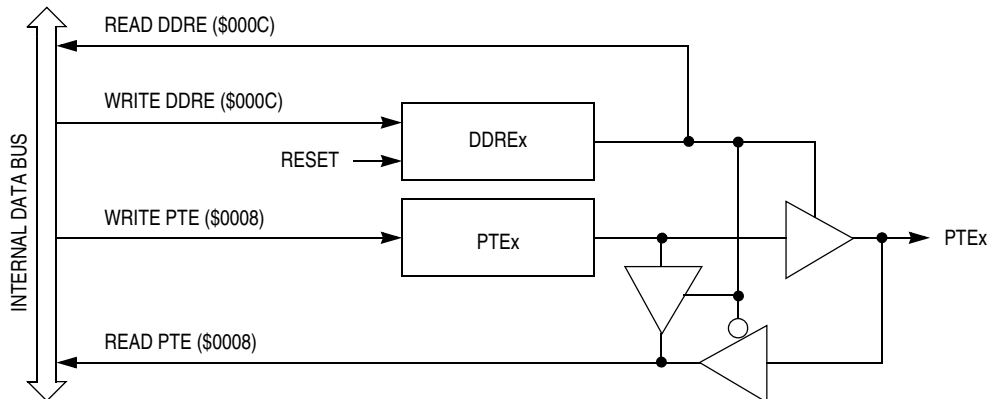 READ DDRE ($000C)
WRITE DDRE ($000C)
DDREx
RESET
INTERNAL DATA BUS
WRITE PTE ($0008)
PTEx
PTEx
READ PTE ($0008)